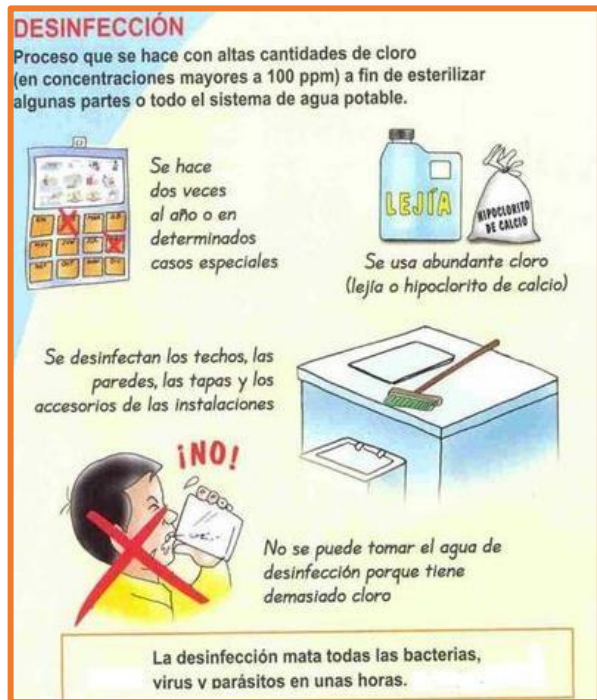 DESINFECCIÓN
Proceso que se hace con altas cantidades de cloro
(en concentraciones mayores a 100 ppm) a fin de esterilizar
algunas partes o todo el sistema de agua potable.
Se hace
dos veces
al año o en
determinados
casos especiales
LEJÍA
HIPOCLORITO
DE CALCIO
Se usa abundante cloro
(lejía o hipoclorito de calcio)
Se desinfectan los techos, las
paredes, las tapas y los
accesorios de las instalaciones
¡NO!
No se puede tomar el agua de
desinfección porque tiene
demasiado cloro
La desinfección mata todas las bacterias,
virus y parásitos en unas horas.